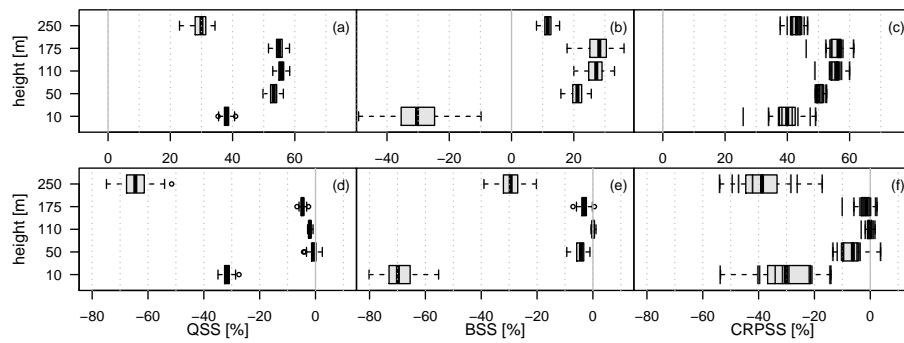 height [m]
250
175
110
50
10
(a)
(b)
(c)
0 20 40 60
−40 −20 0 20
0 20 40 60
height [m]
250
175
110
50
10
(d)
(e)
(f)
−80 −60 −40 −20 0
−80 −60 −40 −20 0
−80 −60 −40 −20 0
QSS [%]
BSS [%]
CRPSS [%]